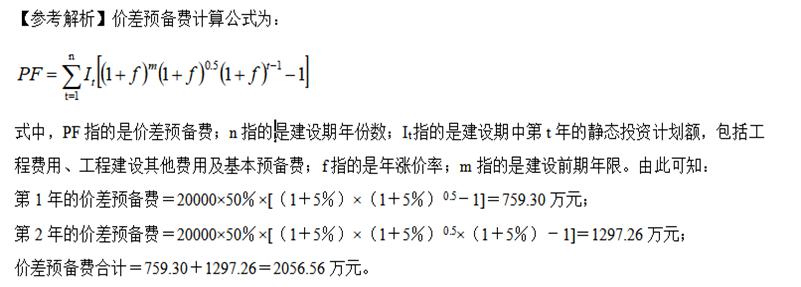 【参考解析】价差预备费计算公式为：
PF = \sum_{t=1}^{n} I_t [(1+f)^m (1+f)^{0.5} (1+f)^{t-1} -1]
式中，PF 指的是价差预备费；n 指的是建设期年份数；It指的是建设期中第 t 年的静态投资计划额，包括工
程费用、工程建设其他费用及基本预备费；f 指的是年涨价率；m 指的是建设前期年限。由此可知：
第 1 年的价差预备费＝20000×50％×[（1＋5％）×（1＋5％）0.5－1]＝759.30 万元；
第 2 年的价差预备费＝20000×50％×[（1＋5％）×（1＋5％）0.5×（1＋5％）－1]＝1297.26 万元；
价差预备费合计＝759.30＋1297.26＝2056.56 万元。